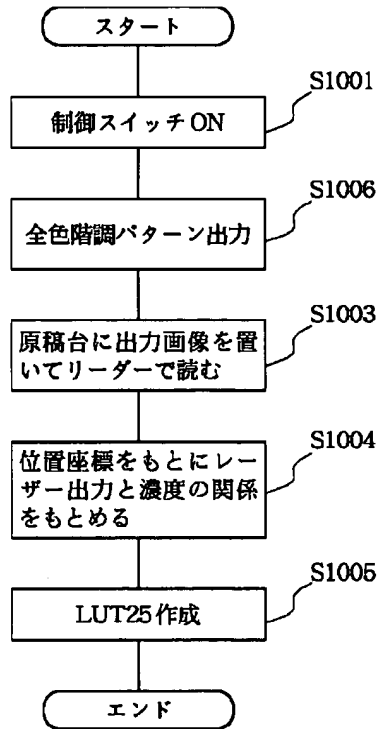 スタート
S1001
制御スイッチON
S1006
全色階調パターン出力
S1003
原稿台に出力画像を置
いてリーダーで読む
S1004
位置座標をもとにレー
ザー出力と濃度の関係
をもとめる
S1005
LUT25作成
エンド